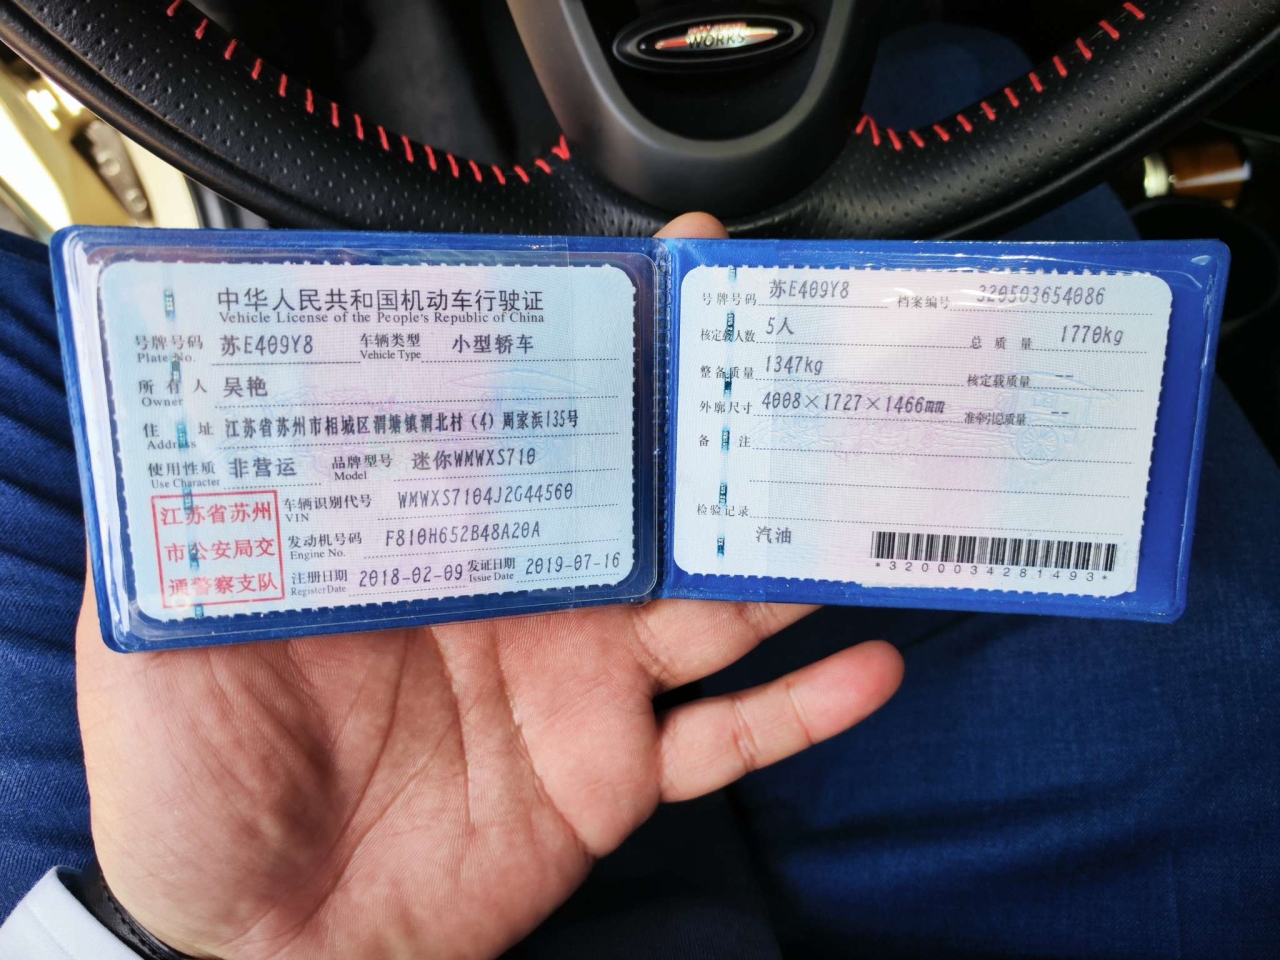 WORKS
中华人民共和国机动车行驶证
Vehicle License of the People's Republic of China
号牌号码 苏E409Y8 车辆类型 小型轿车
Plate No. Vehicle Type
所有人 吴艳
Owner
住址 江苏省苏州市相城区渭塘镇渭北村(4)周家浜135号
Address
使用性质 非营运 品牌型号 迷你WMWXS710
Use Character Model
江苏省苏州
市公安局交
通警察支队
车辆识别代号 WMWXS7104J2G44560
VIN
发动机号码 F810H652B48A20A
Engine No.
注册日期 2018-02-09 发证日期 2019-07-16
Register Date Issue Date
号牌号码 苏E409Y8 档案编号 320503654086
核定载人数 5人 总质量 1770kg
整备质量 1347kg 核定载质量 --
外廓尺寸 4008×1727×1466mm 准牵引总质量 --
备注
检验记录
汽油
*3200034281493*